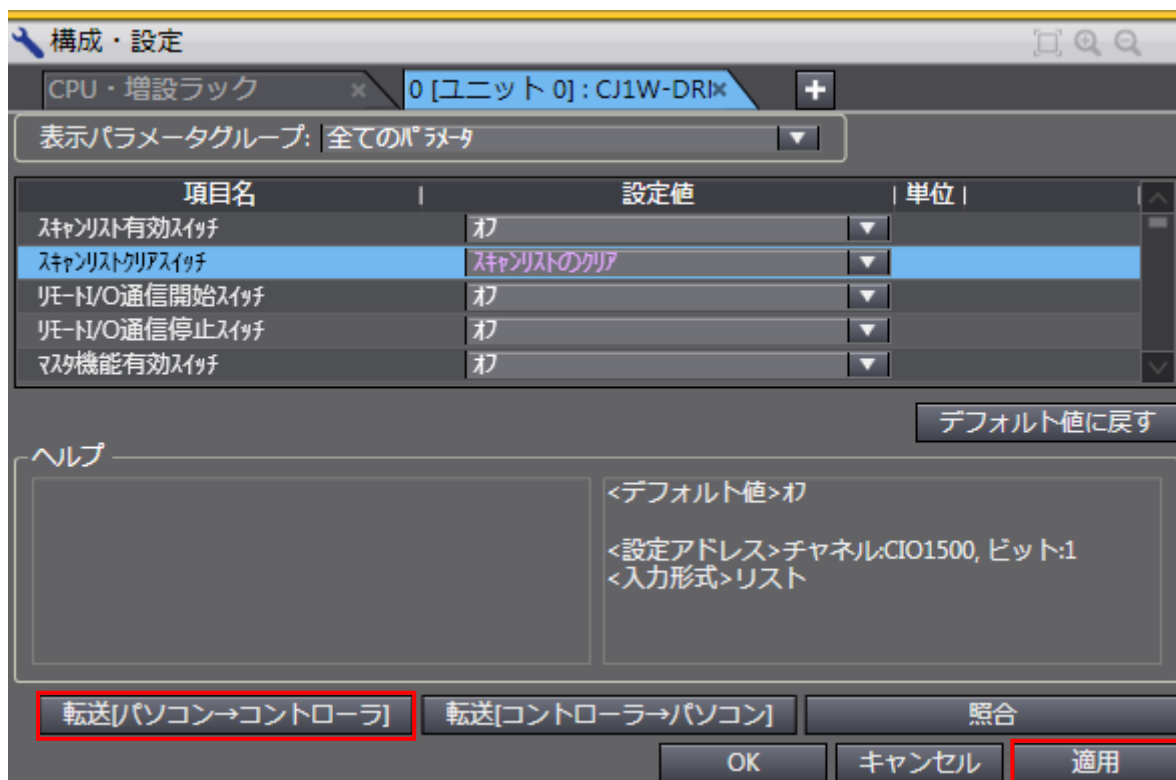 構成・設定
CPU・増設ラック 0 [ユニット 0] : CJ1W-DRI
表示パラメータグループ: 全てのﾊﾟﾗﾒｰﾀ
項目名 設定値 単位
ｽｷｬﾝﾘｽﾄ有効ｽｲｯﾁ ｵﾌ
ｽｷｬﾝﾘｽﾄｸﾘｱｽｲｯﾁ ｽｷｬﾝﾘｽﾄのｸﾘｱ
ﾘﾓｰﾄI/O通信開始ｽｲｯﾁ ｵﾌ
ﾘﾓｰﾄI/O通信停止ｽｲｯﾁ ｵﾌ
ﾏｽﾀ機能有効ｽｲｯﾁ ｵﾌ
デフォルト値に戻す
ヘルプ
<デフォルト値>ｵﾌ
<設定アドレス>チャネル:CIO1500, ビット:1
<入力形式>リスト
転送[パソコン→コントローラ] 転送[コントローラ→パソコン] 照合
OK キャンセル 適用